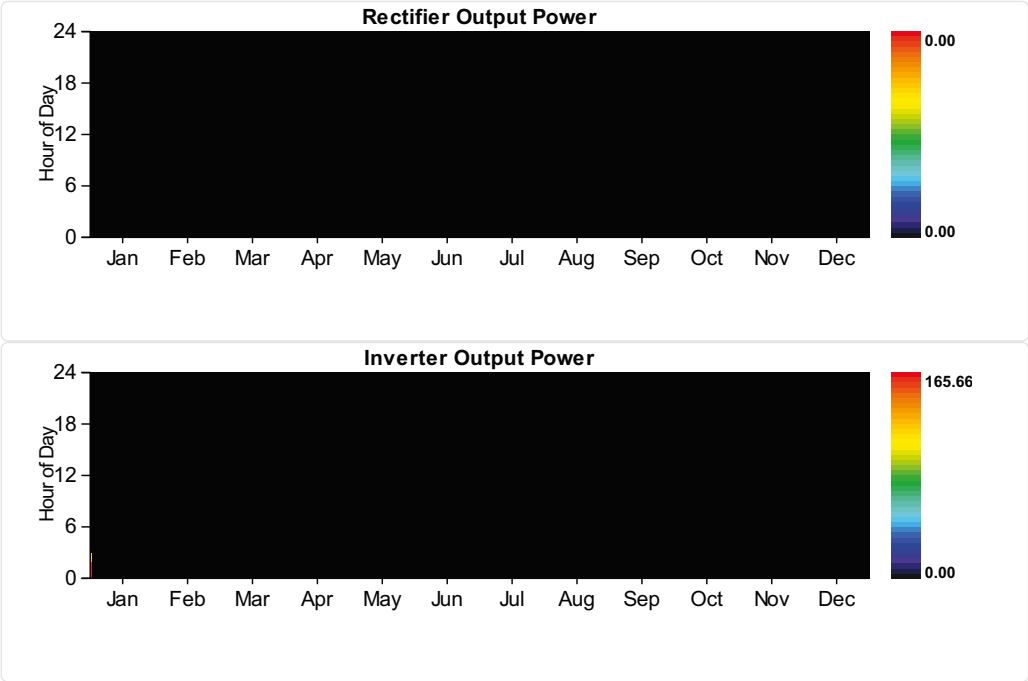 Rectifier Output Power
24
18
12
6
0
Hour of Day
Jan Feb Mar Apr May Jun Jul Aug Sep Oct Nov Dec
0.00
0.00
Inverter Output Power
24
18
12
6
0
Hour of Day
Jan Feb Mar Apr May Jun Jul Aug Sep Oct Nov Dec
165.66
0.00